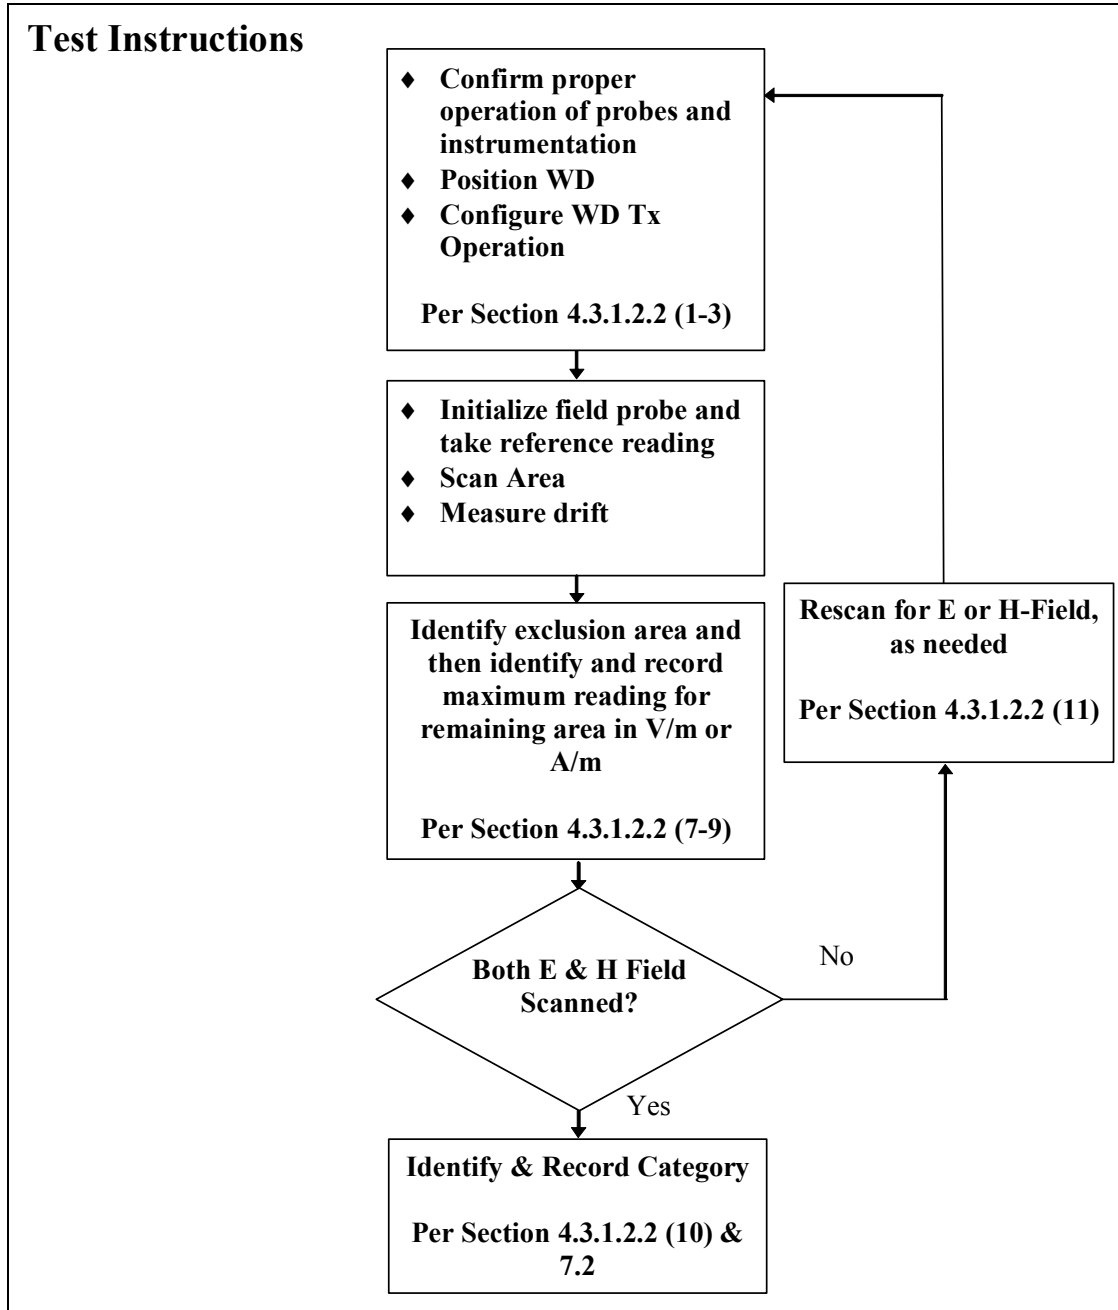 Test Instructions
♦ Confirm proper
operation of probes and
instrumentation
♦ Position WD
♦ Configure WD Tx
Operation
Per Section 4.3.1.2.2 (1-3)
♦ Initialize field probe and
take reference reading
♦ Scan Area
♦ Measure drift
Identify exclusion area and
then identify and record
maximum reading for
remaining area in V/m or
A/m
Per Section 4.3.1.2.2 (7-9)
Rescan for E or H-Field,
as needed
Per Section 4.3.1.2.2 (11)
Both E & H Field
Scanned?
No
Yes
Identify & Record Category
Per Section 4.3.1.2.2 (10) &
7.2